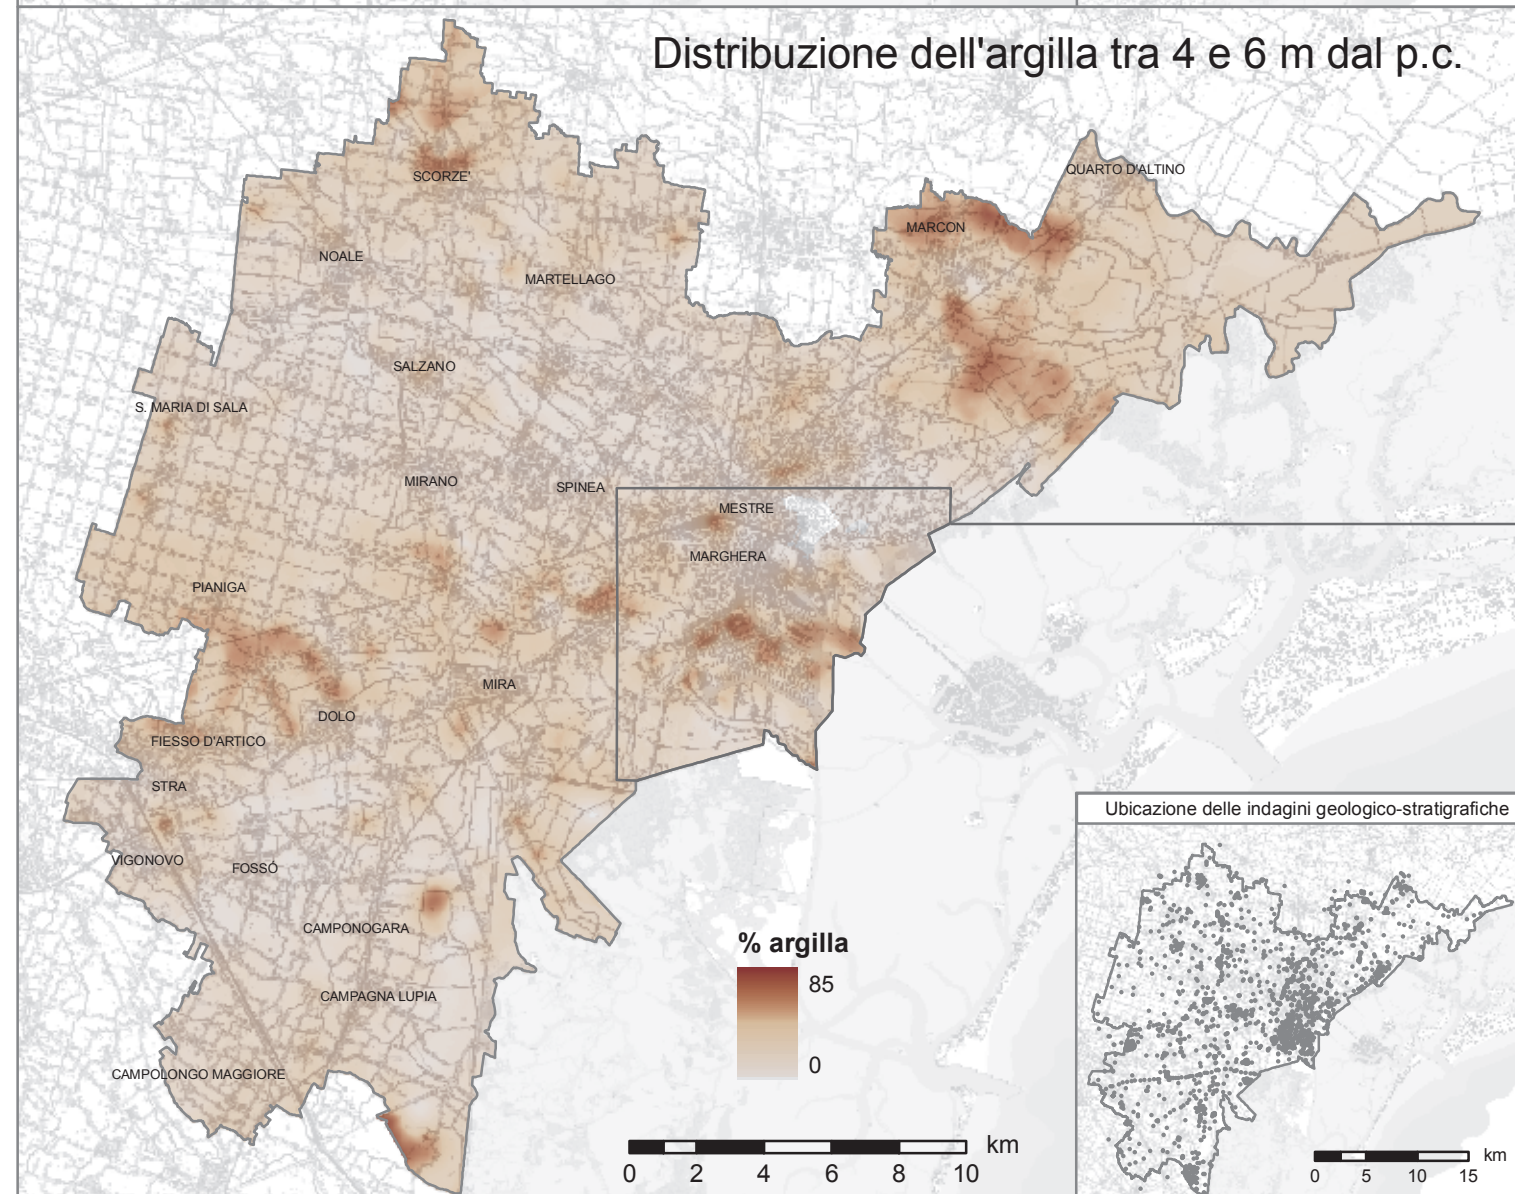 Distribuzione dell'argilla tra 4 e 6 m dal p.c.
QUARTO D'ALTINO
SCORZE'
MARCON
NOALE
MARTELLAGO
SALZANO
S. MARIA DI SALA
MIRANO
SPINEA
MESTRE
MARGHERA
PIANIGA
MIRA
DOLO
FIESSO D'ARTICO
STRA
VIGONOVO
FOSSÓ
CAMPONOGARA
CAMPAGNA LUPIA
CAMPOLONGO MAGGIORE
% argilla
85
0
km
0 2 4 6 8 10
Ubicazione delle indagini geologico-stratigrafiche
km
0 5 10 15